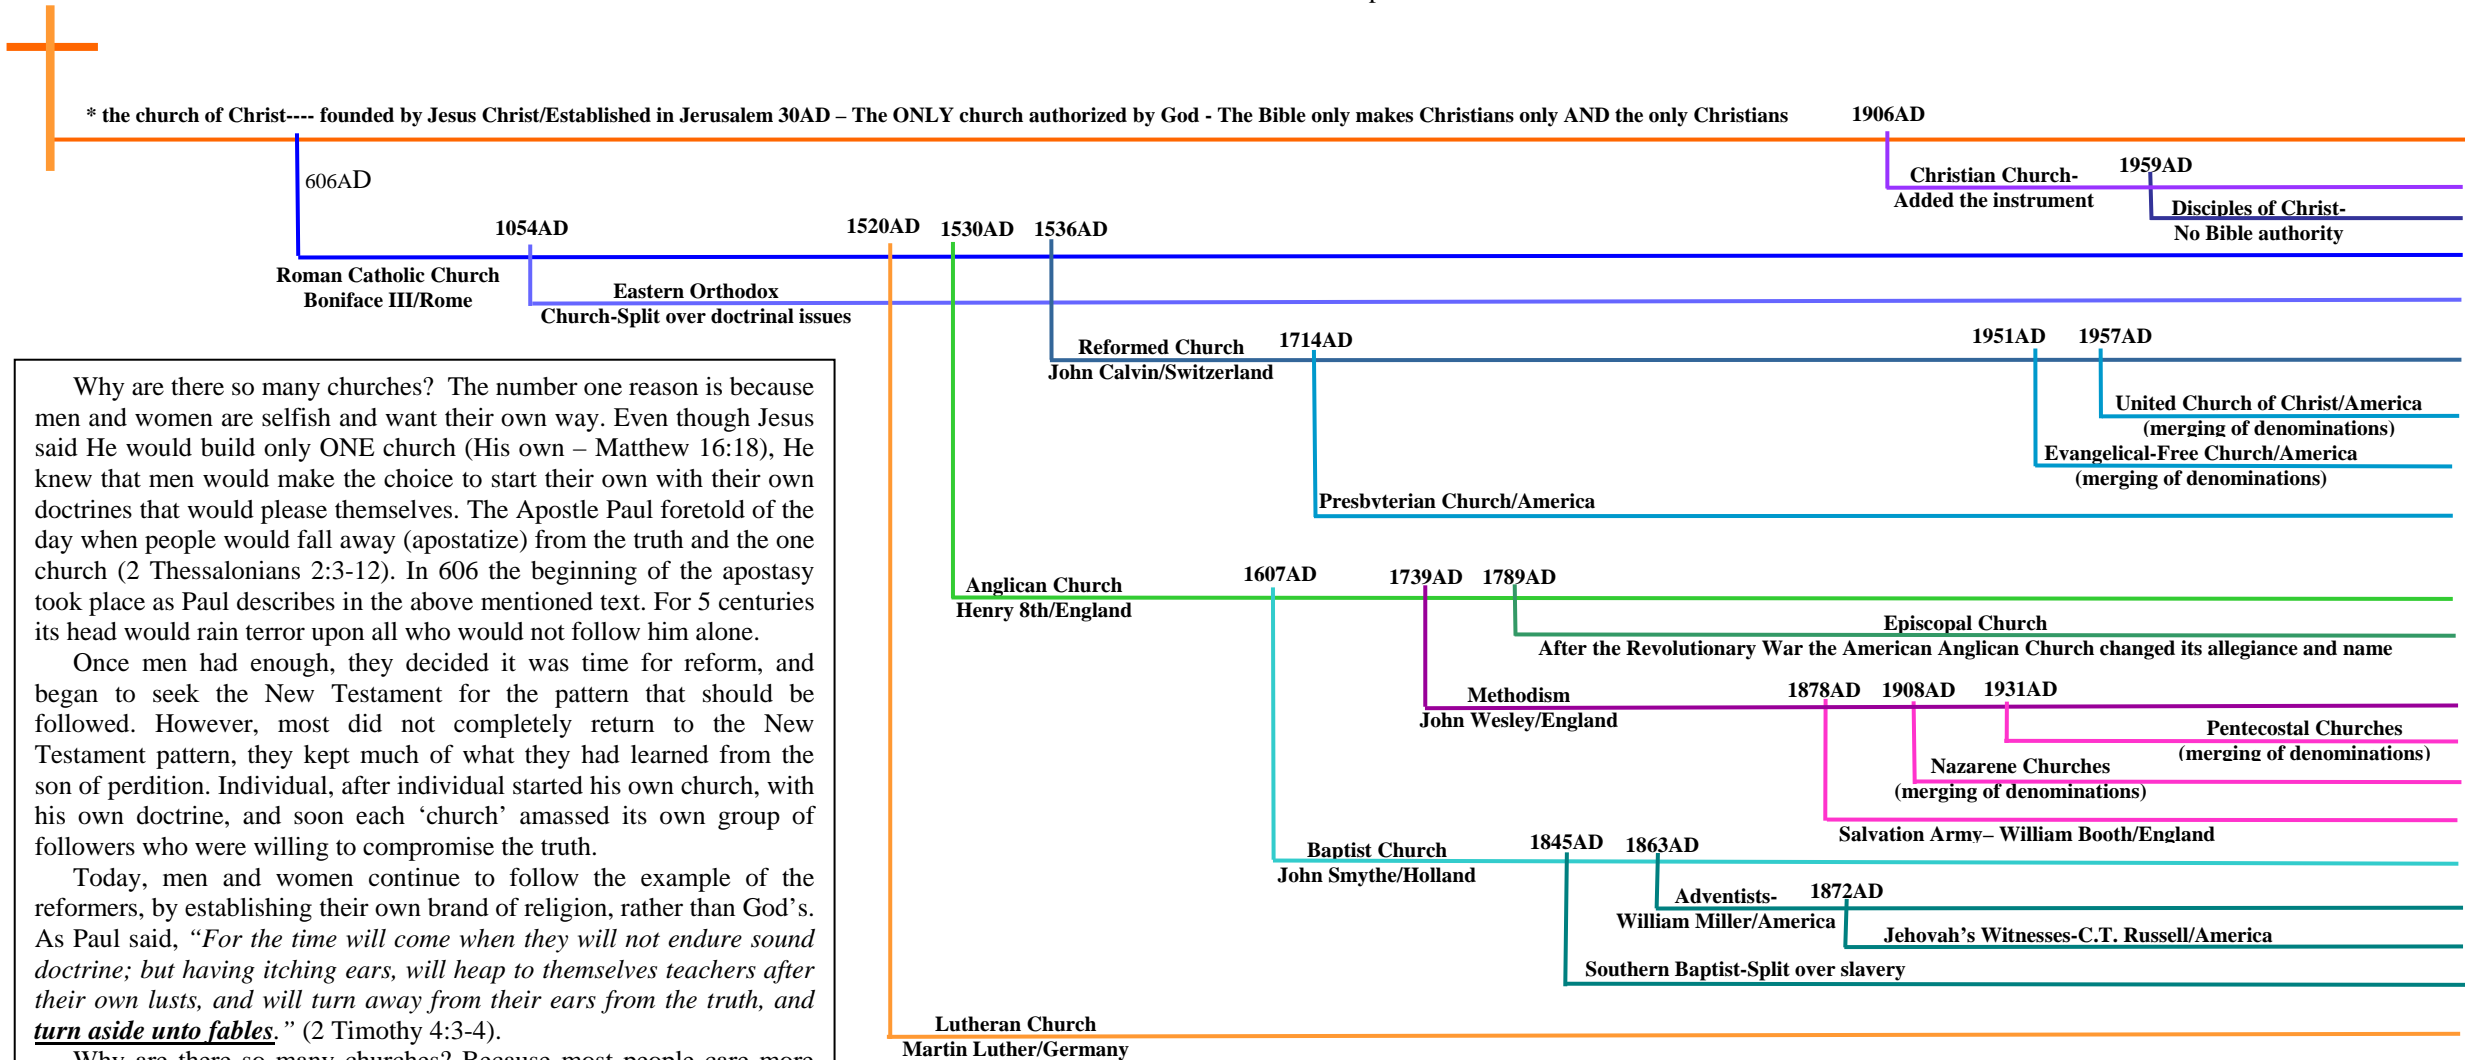 * the church of Christ---- founded by Jesus Christ/Established in Jerusalem 30AD – The ONLY church authorized by God - The Bible only makes Christians only AND the only Christians
1906AD
606AD
1959AD
Christian Church-
Added the instrument
Disciples of Christ-
No Bible authority
1054AD
1520AD
1530AD
1536AD
Roman Catholic Church
Boniface III/Rome
Eastern Orthodox
Church-Split over doctrinal issues
Reformed Church
John Calvin/Switzerland
1714AD
1951AD
1957AD
United Church of Christ/America
(merging of denominations)
Evangelical-Free Church/America
(merging of denominations)
Presbyterian Church/America
Anglican Church
Henry 8th/England
1607AD
1739AD
1789AD
Episcopal Church
After the Revolutionary War the American Anglican Church changed its allegiance and name
Methodism
John Wesley/England
1878AD
1908AD
1931AD
Pentecostal Churches
(merging of denominations)
Nazarene Churches
(merging of denominations)
Salvation Army– William Booth/England
Baptist Church
John Smythe/Holland
1845AD
1863AD
Adventists-
William Miller/America
1872AD
Jehovah's Witnesses-C.T. Russell/America
Southern Baptist-Split over slavery
Lutheran Church
Martin Luther/Germany
Why are there so many churches? The number one reason is because
men and women are selfish and want their own way. Even though Jesus
said He would build only ONE church (His own – Matthew 16:18), He
knew that men would make the choice to start their own with their own
doctrines that would please themselves. The Apostle Paul foretold of the
day when people would fall away (apostatize) from the truth and the one
church (2 Thessalonians 2:3-12). In 606 the beginning of the apostasy
took place as Paul describes in the above mentioned text. For 5 centuries
its head would rain terror upon all who would not follow him alone.
Once men had enough, they decided it was time for reform, and
began to seek the New Testament for the pattern that should be
followed. However, most did not completely return to the New
Testament pattern, they kept much of what they had learned from the
son of perdition. Individual, after individual started his own church, with
his own doctrine, and soon each ‘church’ amassed its own group of
followers who were willing to compromise the truth.
Today, men and women continue to follow the example of the
reformers, by establishing their own brand of religion, rather than God's.
As Paul said, “For the time will come when they will not endure sound
doctrine; but having itching ears, will heap to themselves teachers after
their own lusts, and will turn away from their ears from the truth, and
turn aside unto fables.” (2 Timothy 4:3-4).
Why are there so many churches? Because most people care more